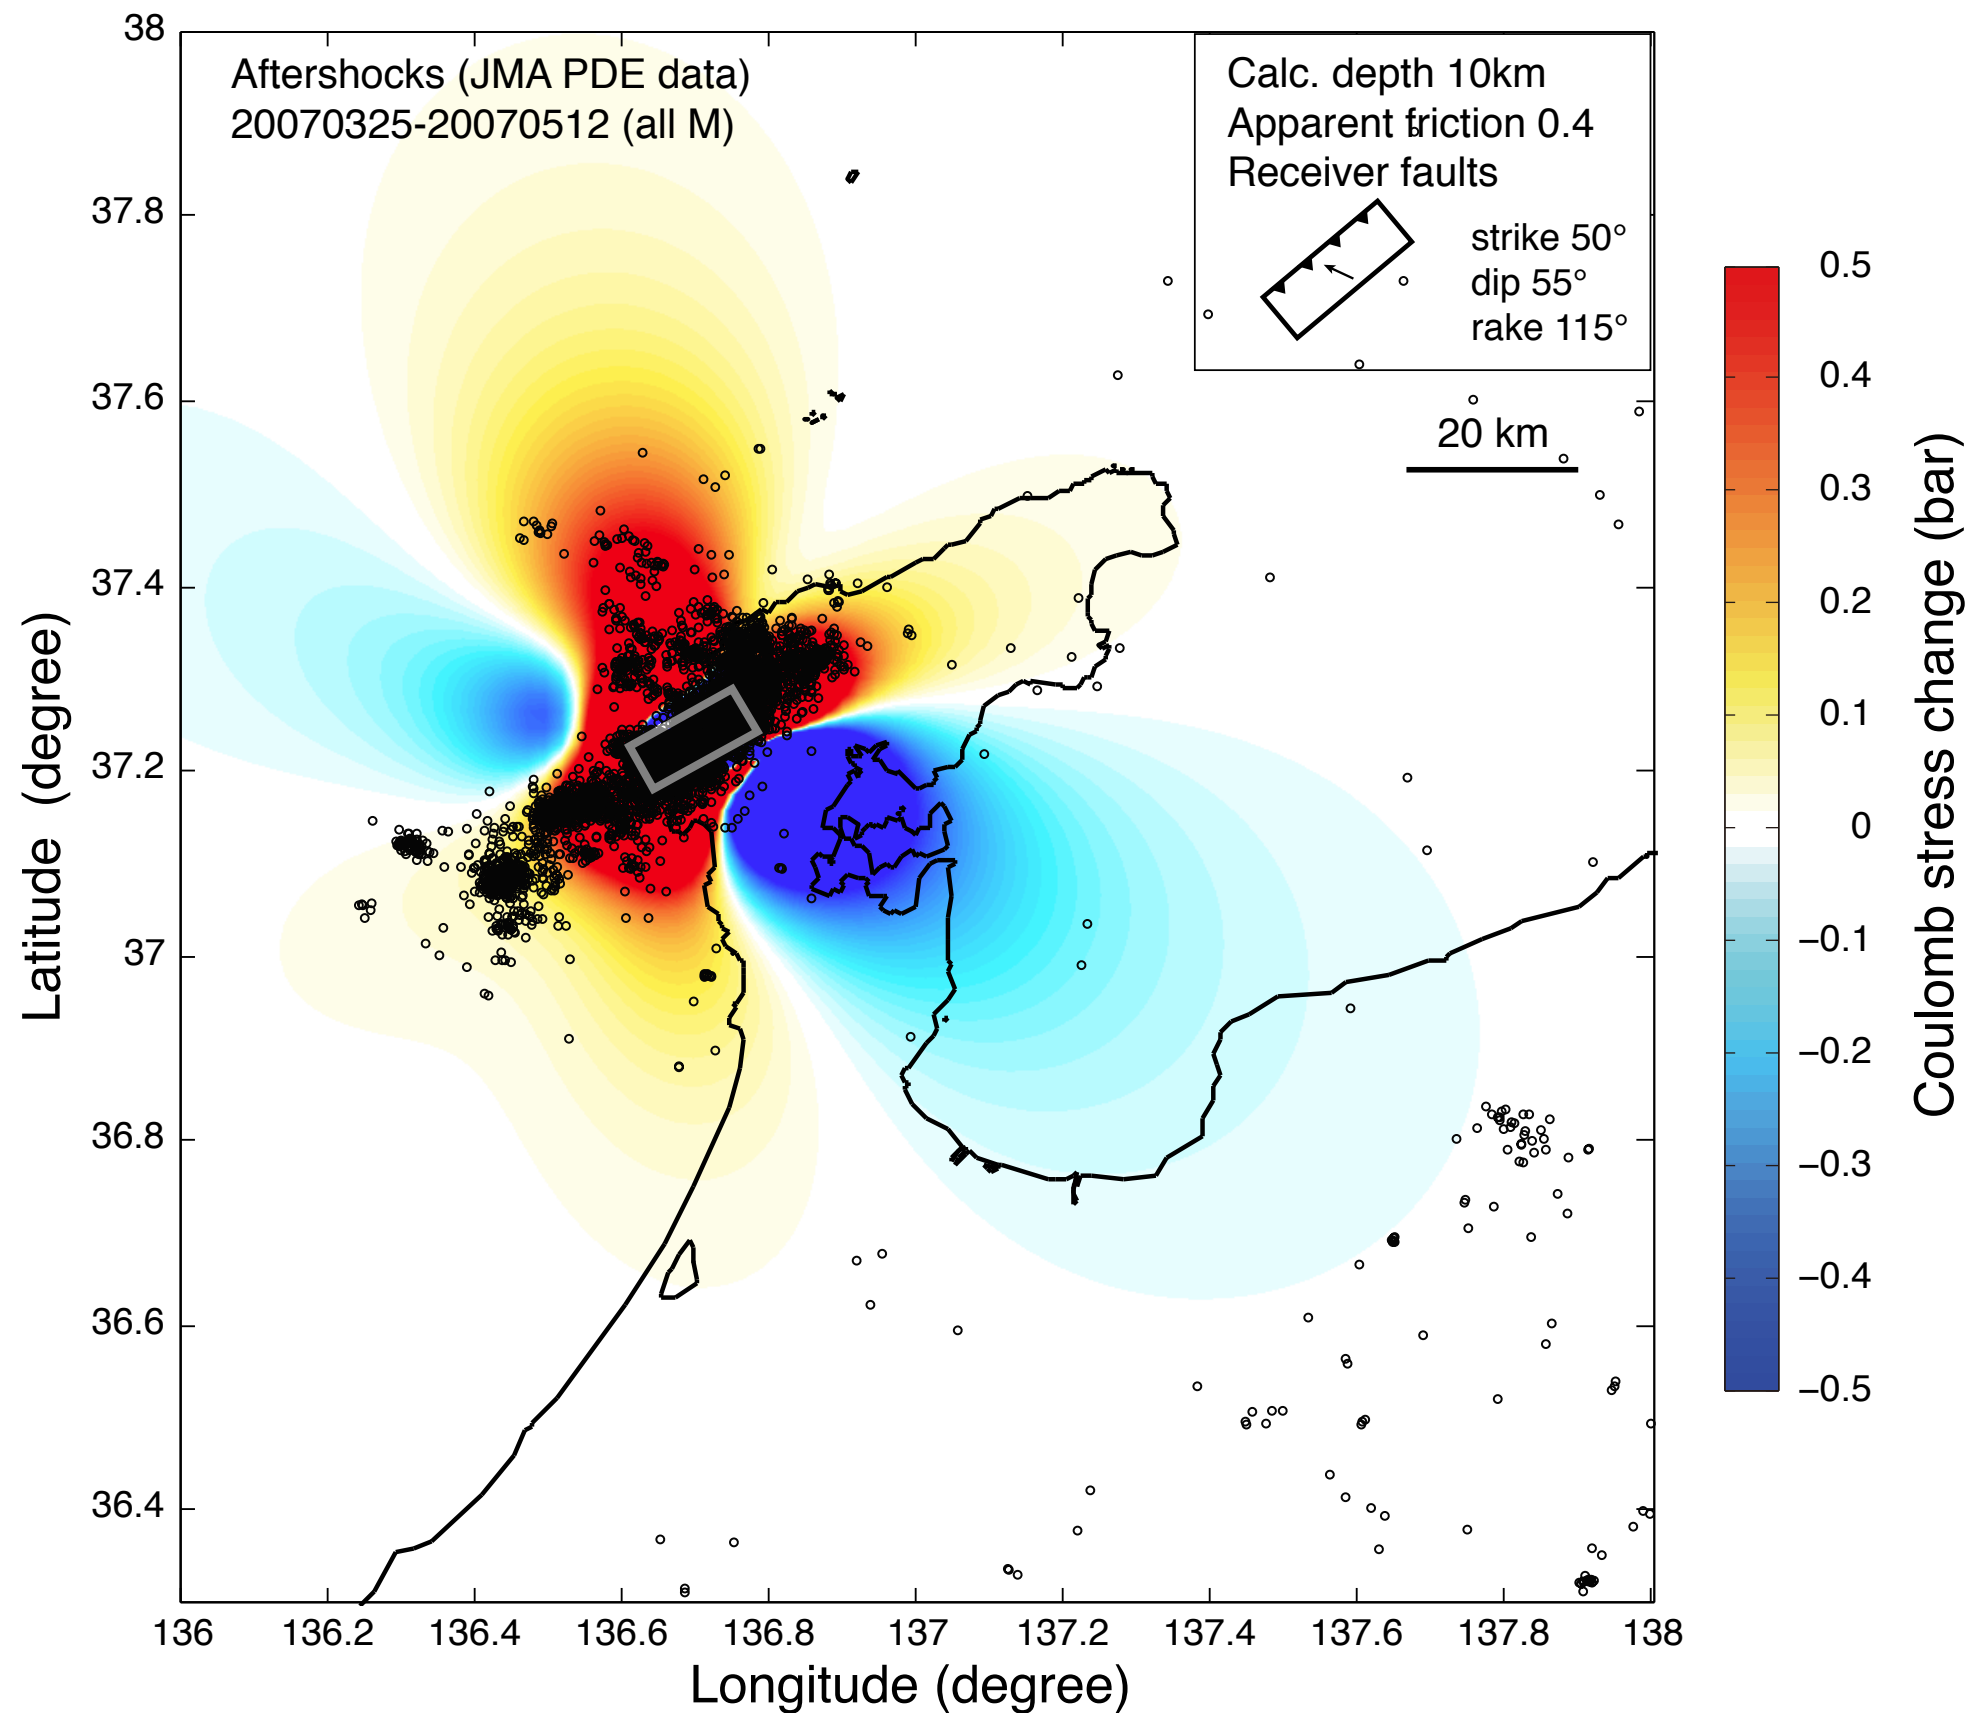 Aftershocks (JMA PDE data)
20070325-20070512 (all M)
Calc. depth 10km
Apparent friction 0.4
Receiver faults
strike 50°
dip 55°
rake 115°
20 km
38
37.8
37.6
37.4
37.2
37
36.8
36.6
36.4
Latitude (degree)
136
136.2
136.4
136.6
136.8
137
137.2
137.4
137.6
137.8
138
Longitude (degree)
0.5
0.4
0.3
0.2
0.1
0
−0.1
−0.2
−0.3
−0.4
−0.5
Coulomb stress change (bar)